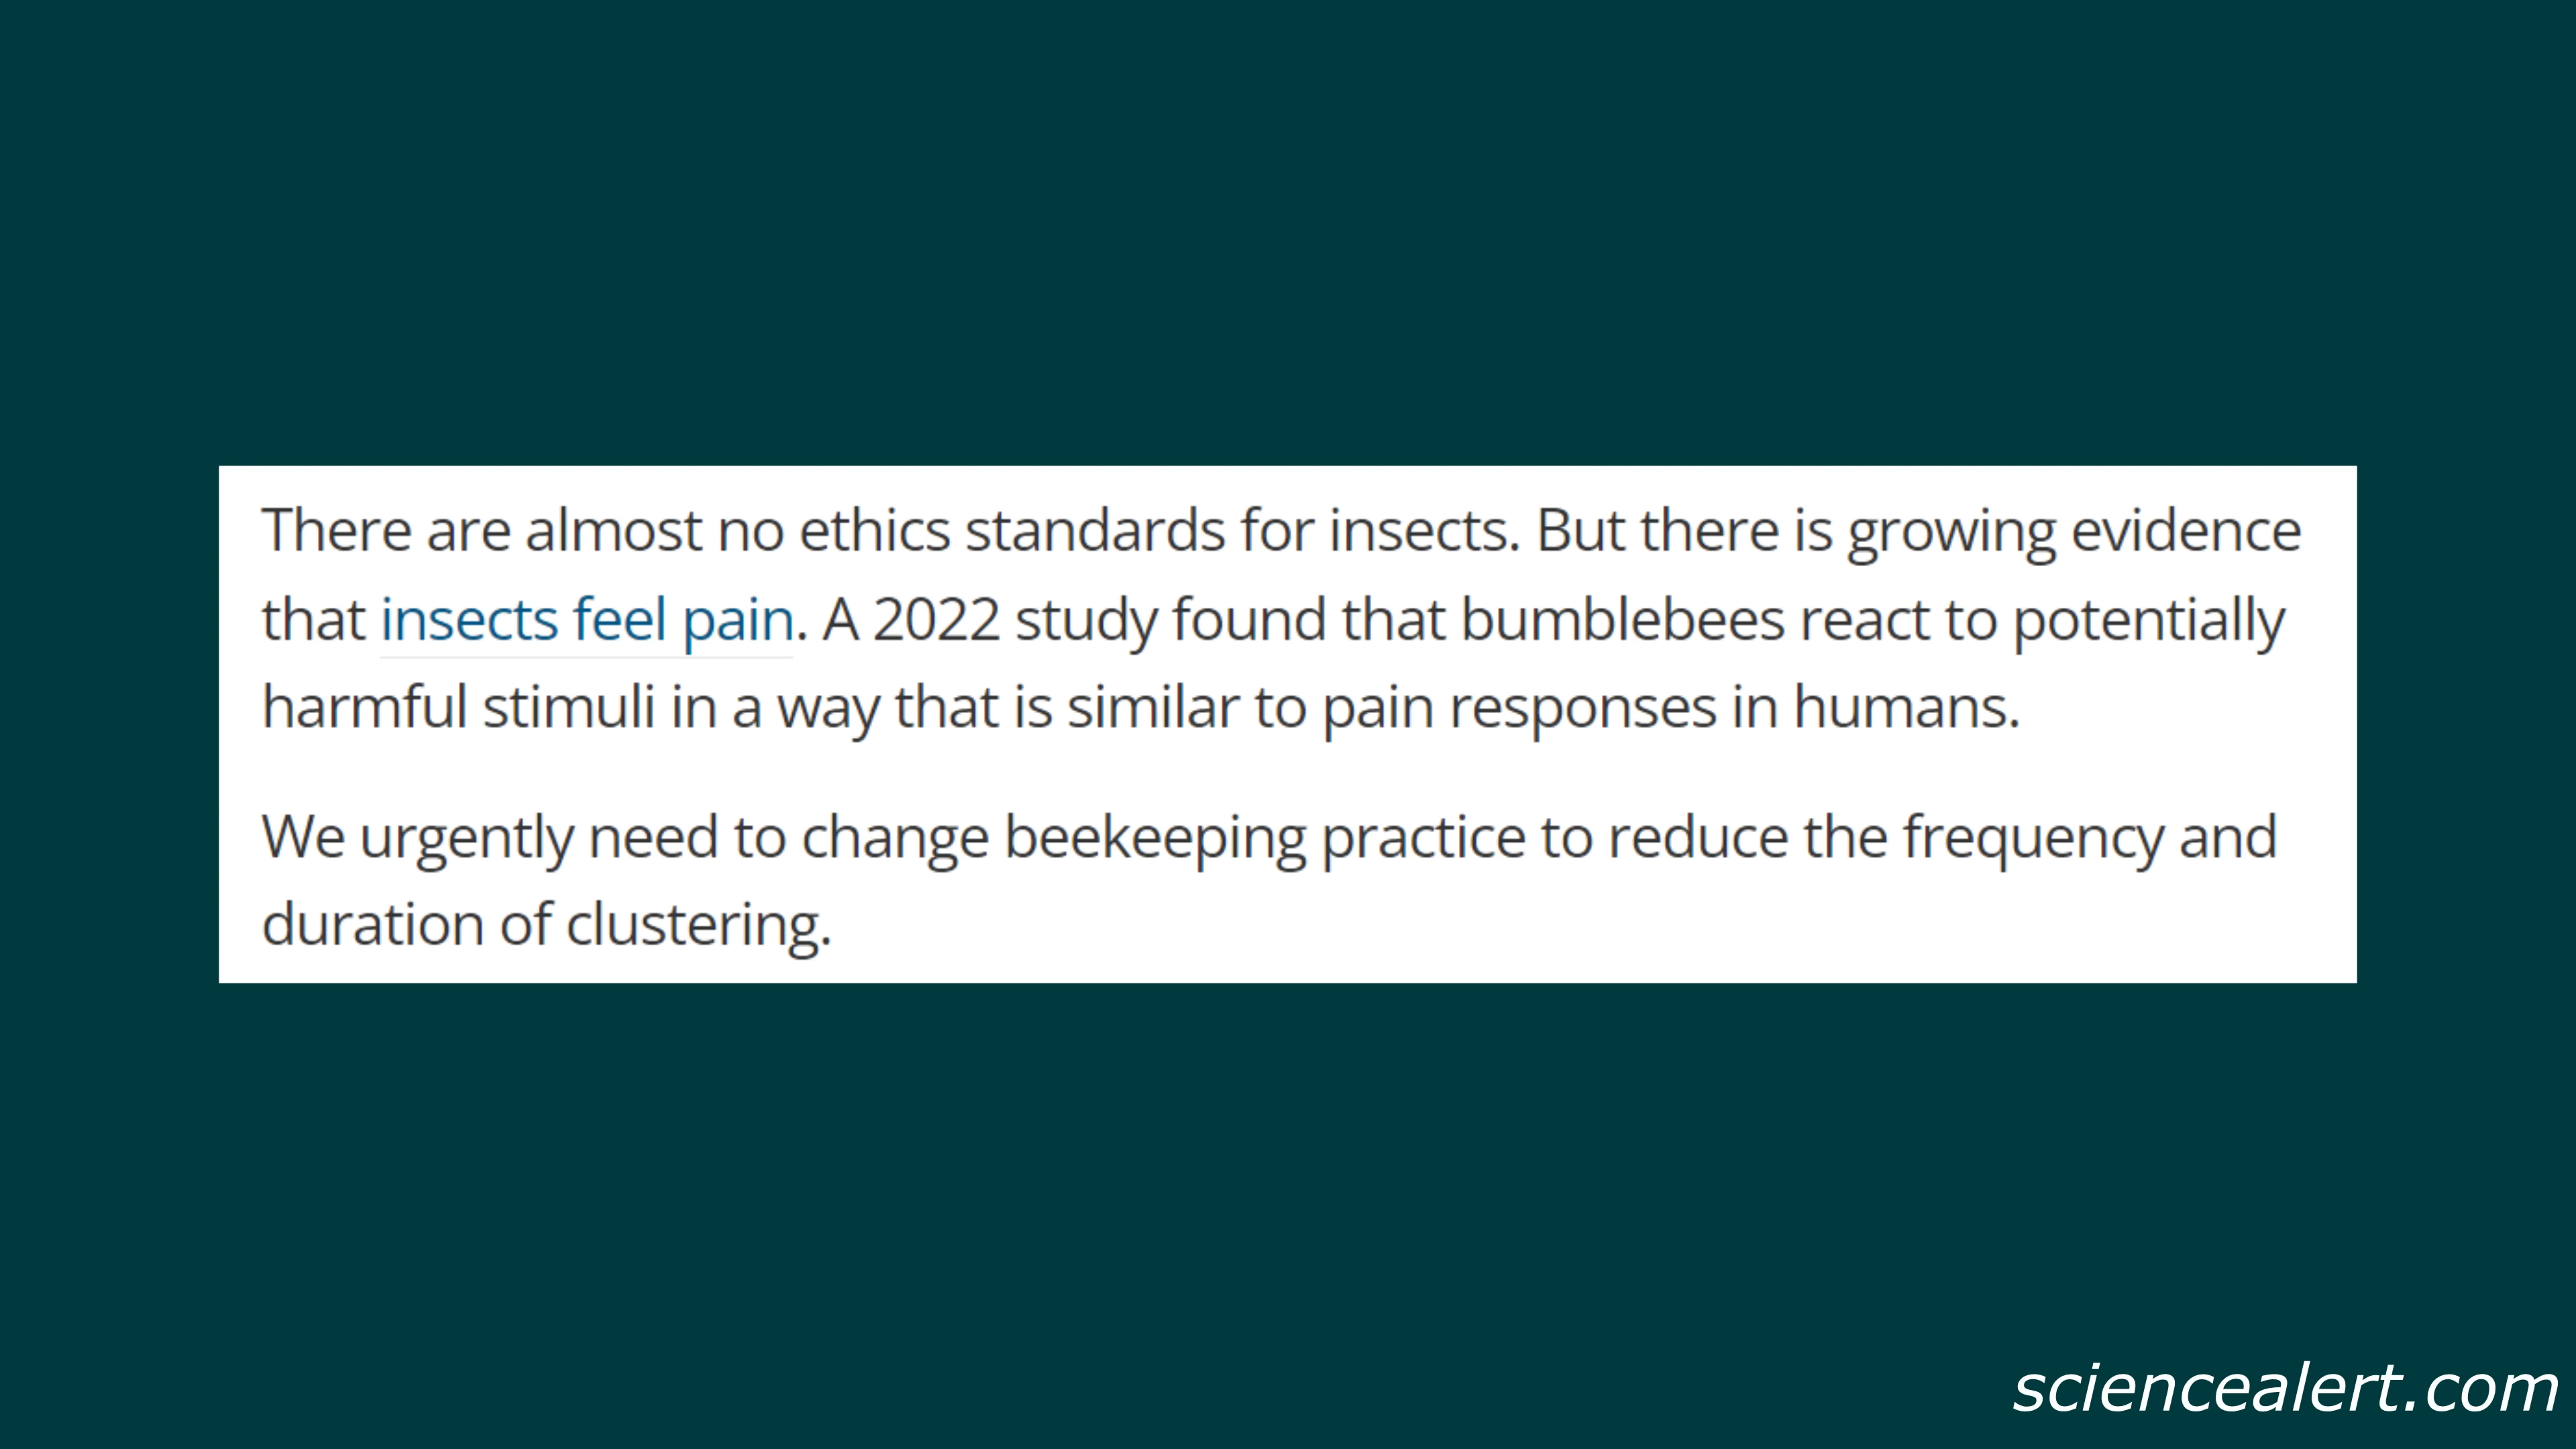 There are almost no ethics standards for insects. But there is growing evidence
that insects feel pain. A 2022 study found that bumblebees react to potentially
harmful stimuli in a way that is similar to pain responses in humans.
We urgently need to change beekeeping practice to reduce the frequency and
duration of clustering.
sciencealert.com